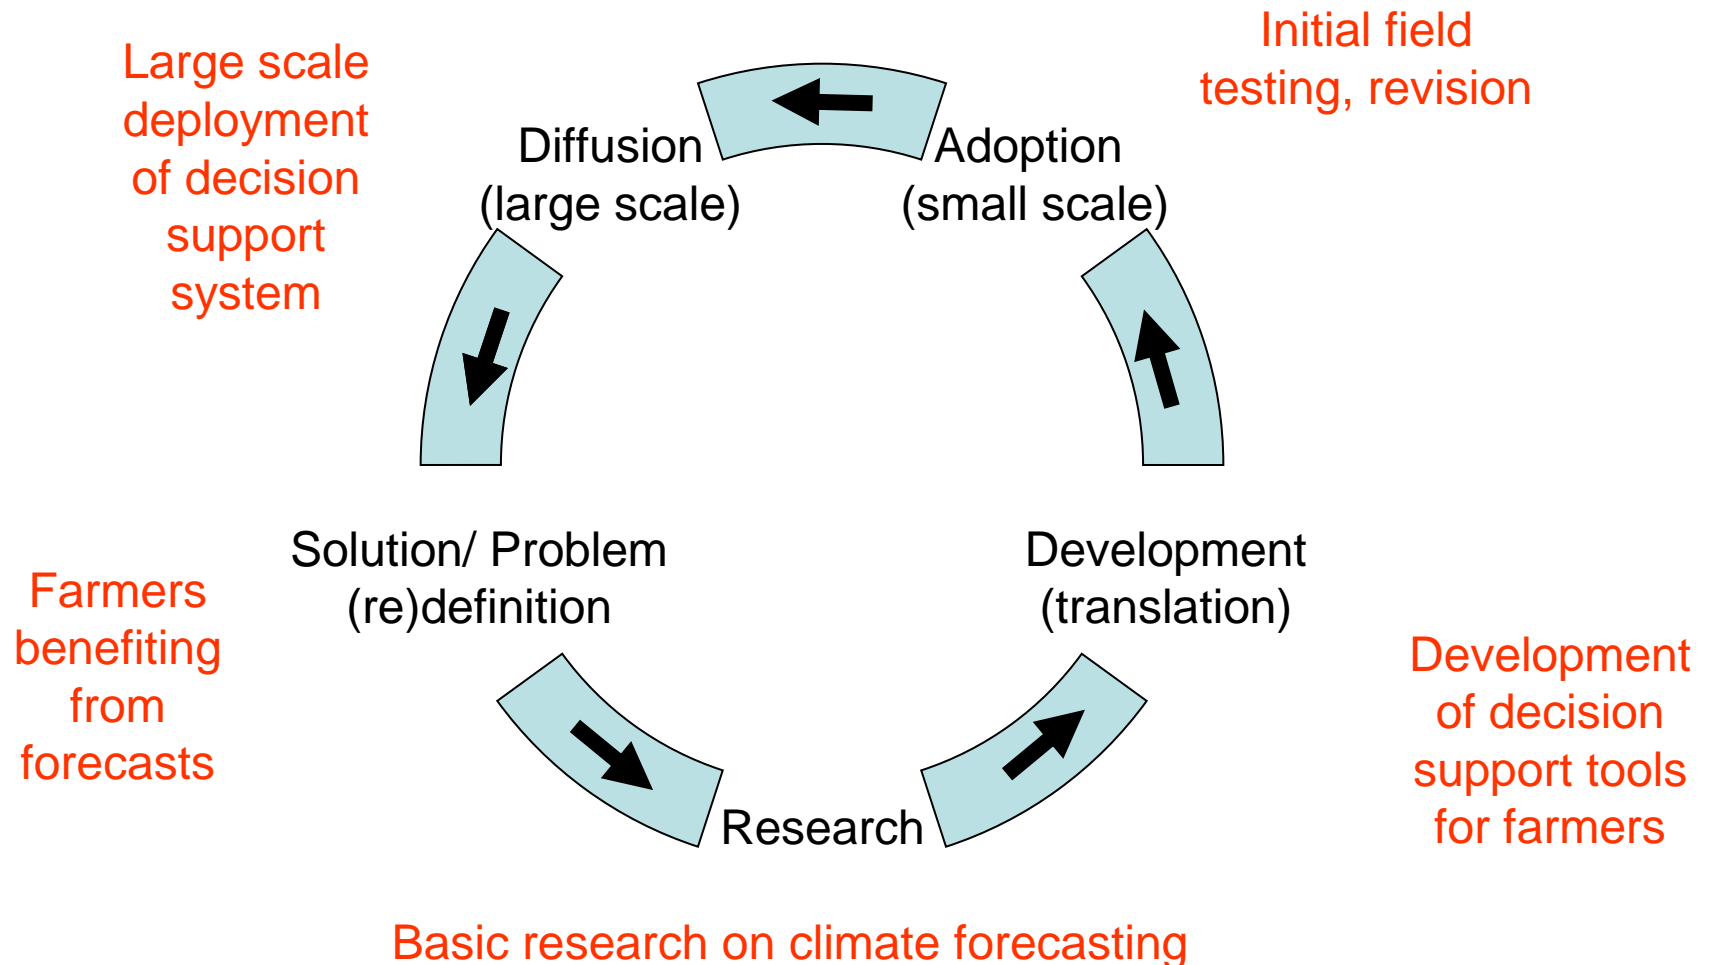 Initial field
testing, revision
Large scale
deployment
of decision
support
system
Diffusion
(large scale)
Adoption
(small scale)
Solution/ Problem
(re)definition
Development
(translation)
Farmers
benefiting
from
forecasts
Development
of decision
support tools
for farmers
Research
Basic research on climate forecasting